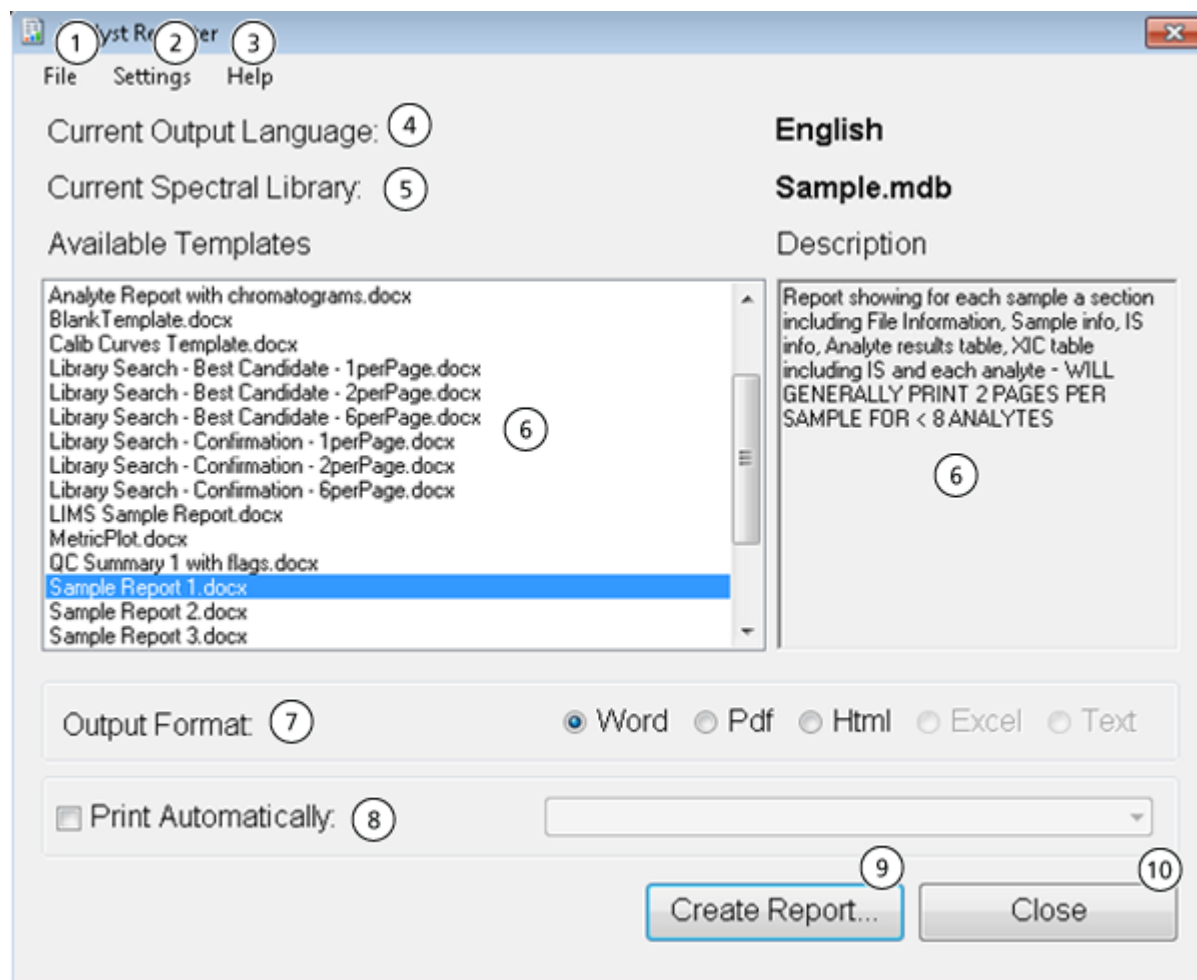 1 2 3
File Settings Help
Current Output Language: 4 English
Current Spectral Library: 5 Sample.mdb
Available Templates Description
Analyte Report with chromatograms.docx
BlankTemplate.docx
Calib Curves Template.docx
Library Search - Best Candidate - 1perPage.docx
Library Search - Best Candidate - 2perPage.docx
Library Search - Best Candidate - 6perPage.docx
Library Search - Confirmation - 1perPage.docx
Library Search - Confirmation - 2perPage.docx
Library Search - Confirmation - 6perPage.docx
LIMS Sample Report.docx
MetricPlot.docx
QC Summary 1 with flags.docx
Sample Report 1.docx
Sample Report 2.docx
Sample Report 3.docx
6
Report showing for each sample a section
including File Information, Sample info, IS
info, Analyte results table, XIC table
including IS and each analyte - WILL
GENERALLY PRINT 2 PAGES PER
SAMPLE FOR < 8 ANALYTES
6
Output Format: 7 Word Pdf Html Excel Text
Print Automatically: 8
9 10
Create Report... Close